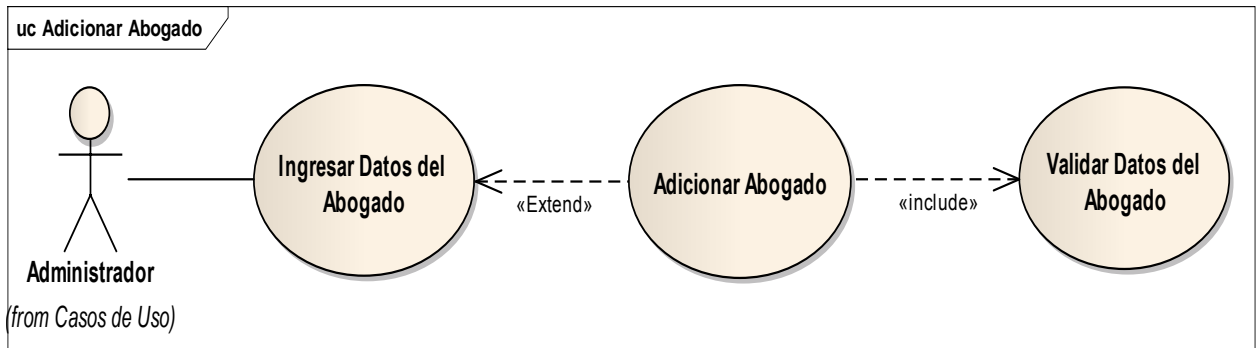 uc Adicionar Abogado
Administrador
(from Casos de Uso)
Ingresar Datos del
Abogado
«Extend»
Adicionar Abogado
«include»
Validar Datos del
Abogado